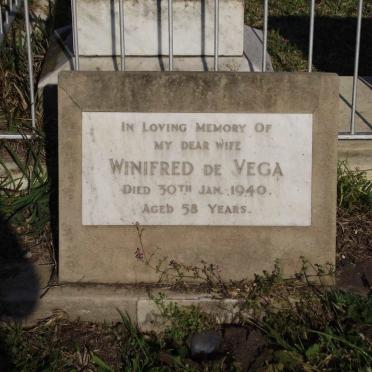 In Loving Memory Of
MY DEAR WIFE
WINIFRED DE VEGA
DIED 30TH JAN. 1940.
AGED 58 YEARS.